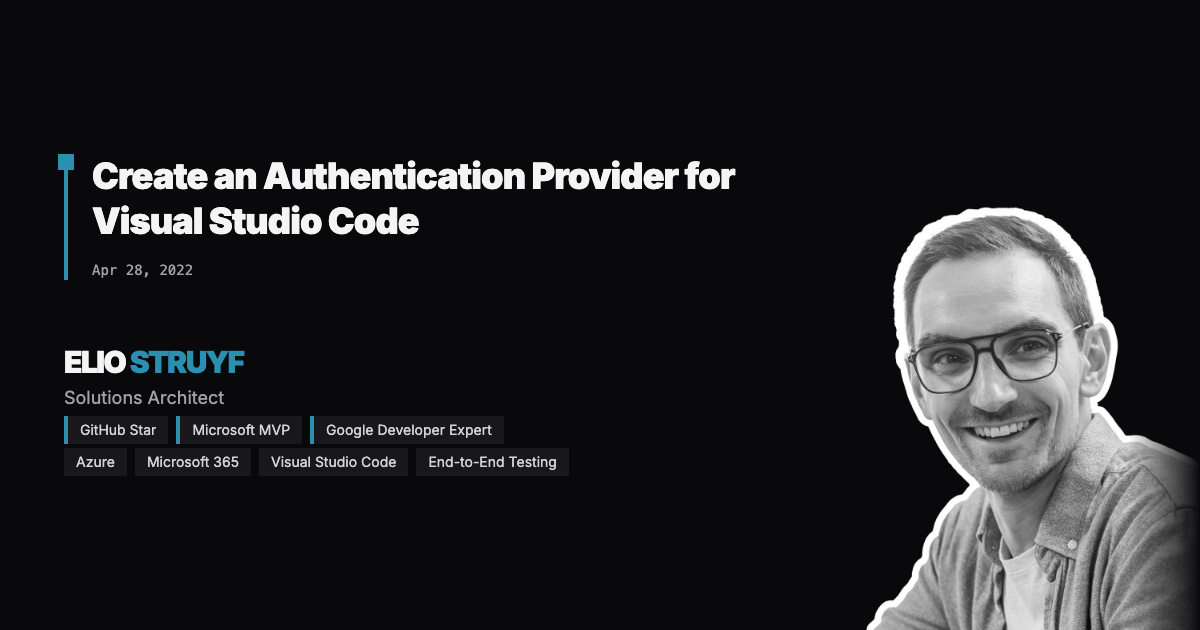 Create an Authentication Provider for
Visual Studio Code
Apr 28, 2022
ELIO STRUYF
Solutions Architect
GitHub Star Microsoft MVP Google Developer Expert
Azure Microsoft 365 Visual Studio Code End-to-End Testing